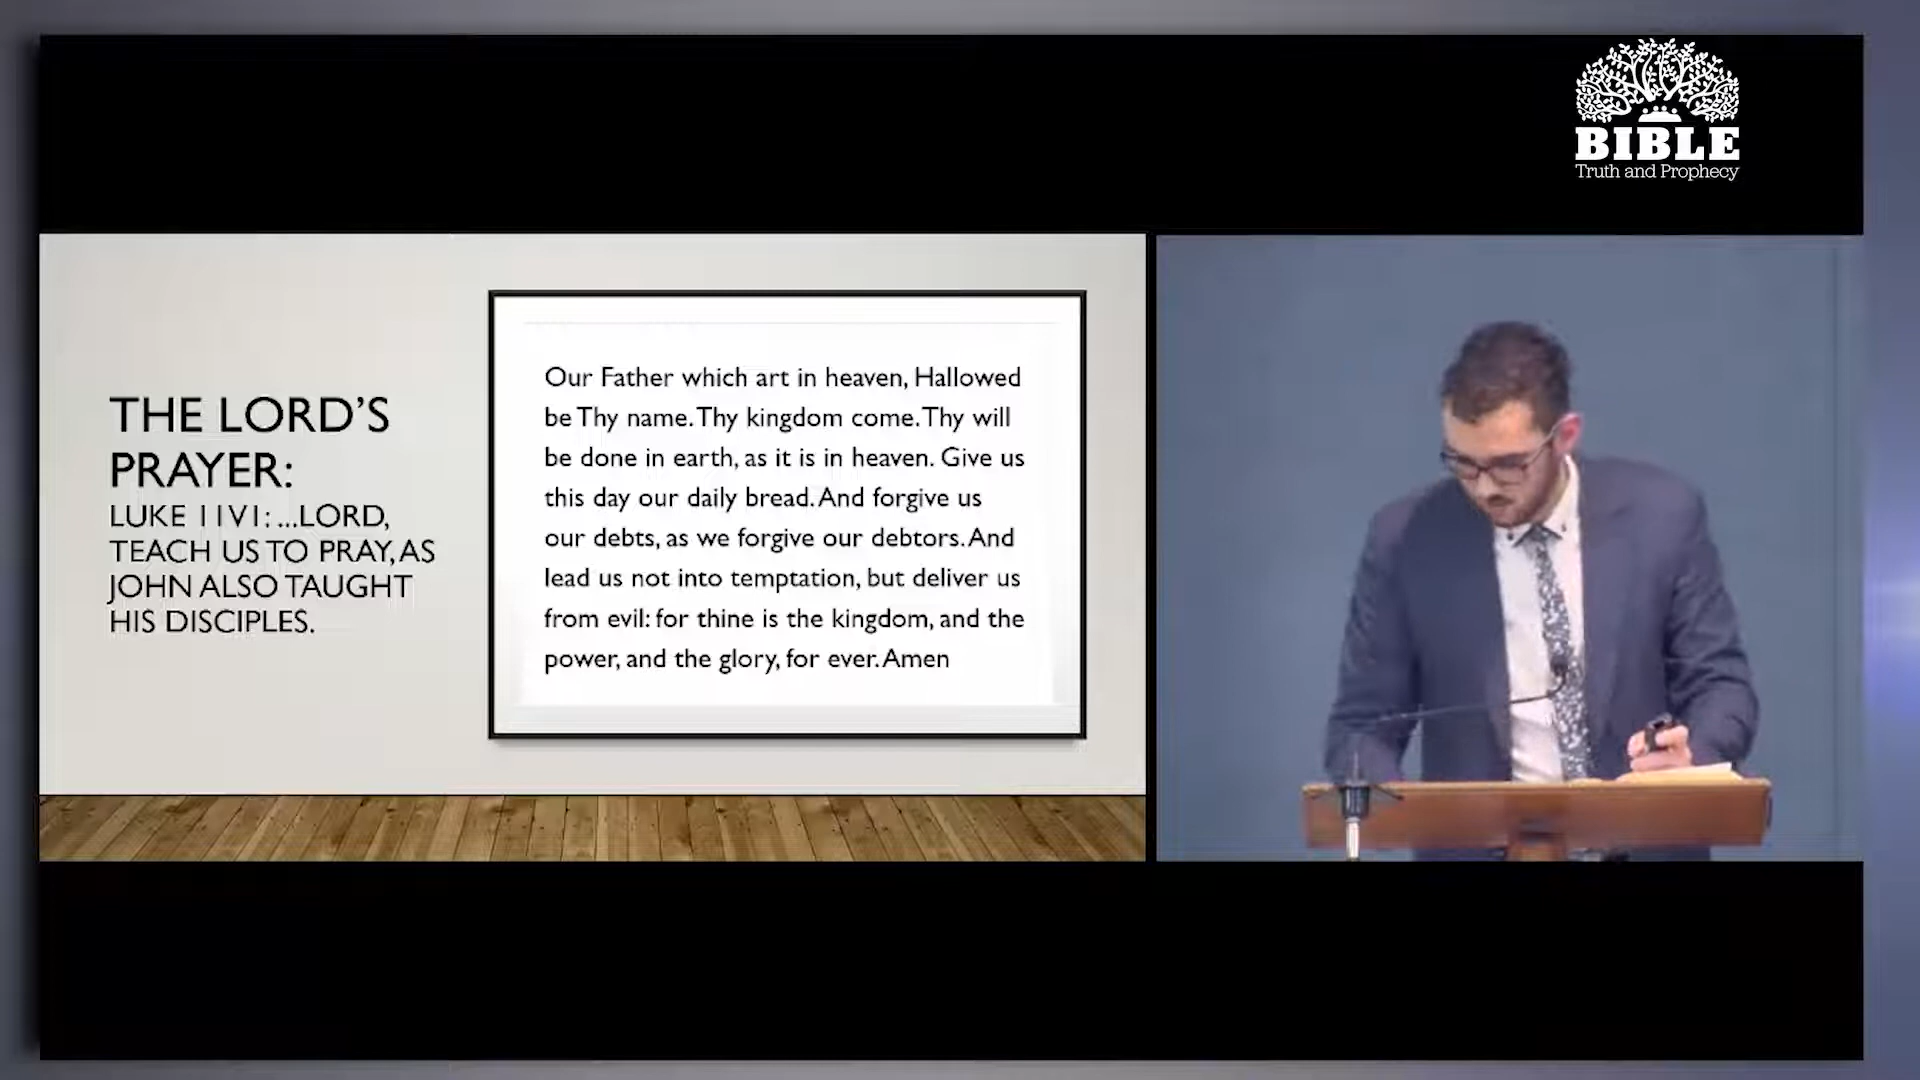 BIBLE
Truth and Prophecy
THE LORD'S
PRAYER:
LUKE 11V1: ...LORD,
TEACH US TO PRAY, AS
JOHN ALSO TAUGHT
HIS DISCIPLES.
Our Father which art in heaven, Hallowed
be Thy name. Thy kingdom come. Thy will
be done in earth, as it is in heaven. Give us
this day our daily bread. And forgive us
our debts, as we forgive our debtors. And
lead us not into temptation, but deliver us
from evil: for thine is the kingdom, and the
power, and the glory, for ever. Amen